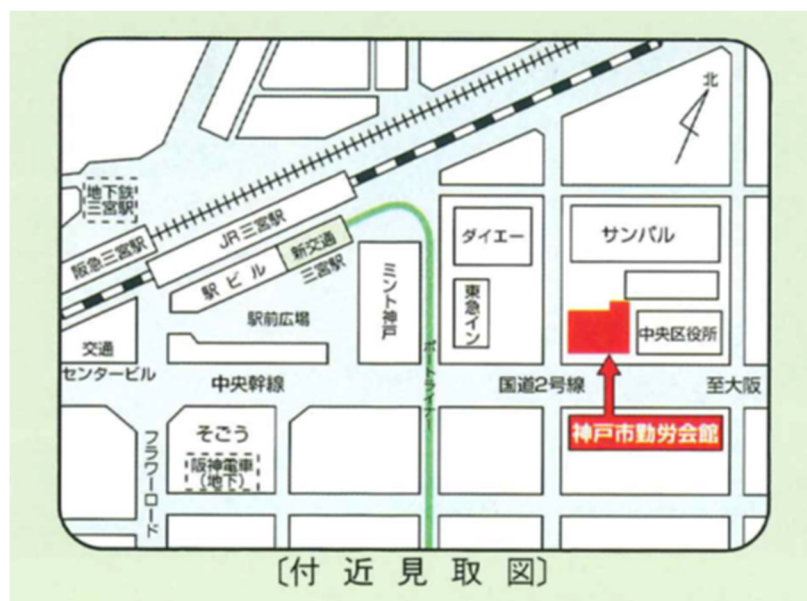 北
地下鉄
三宮駅
阪急三宮駅
JR三宮駅
新交通
三宮駅
駅ビル
駅前広場
ミント神戸
ダイエー
サンパル
東急イン
中央区役所
交通
センタービル
中央幹線
ポートライナー
国道2号線
至大阪
神戸市勤労会館
フラワーロード
そごう
阪神電車
(地下)
〔付近見取図〕